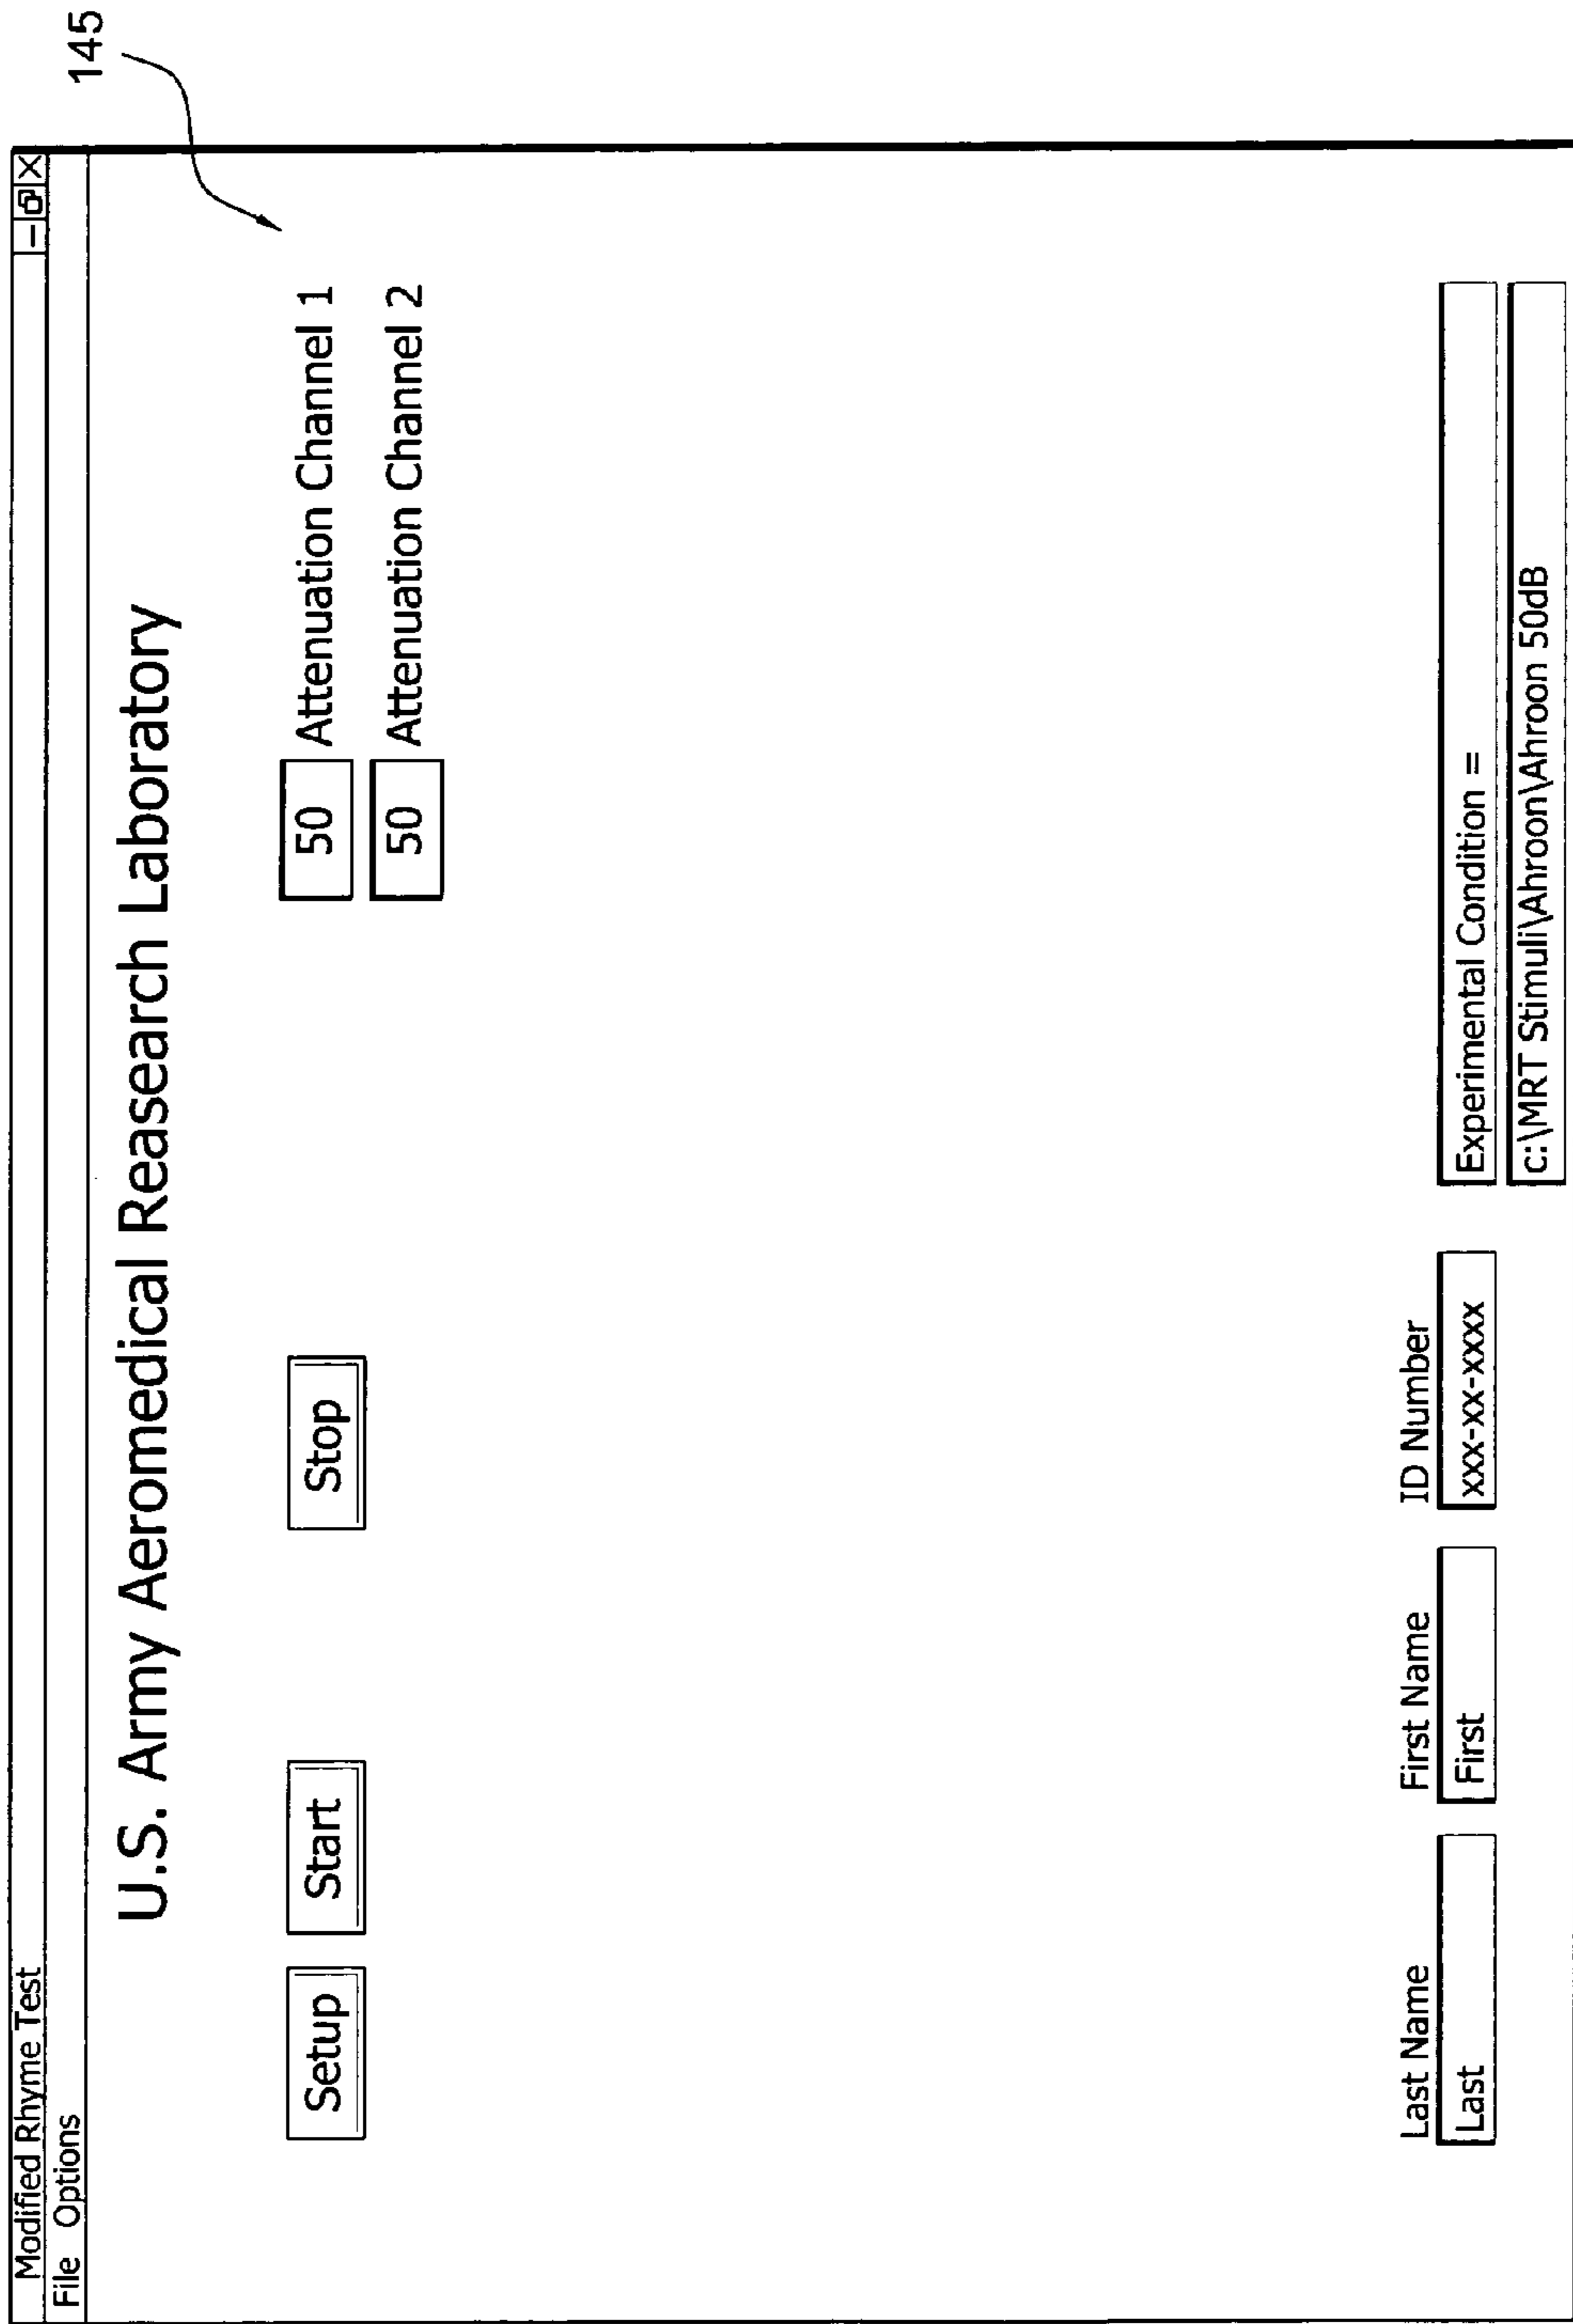 145
Modified Rhyme Test
File Options
U.S. Army Aeromedical Reasearch Laboratory
Setup Start Stop 50 Attenuation Channel 1
50 Attenuation Channel 2
Last Name First Name ID Number
Last First xxx-xx-xxxx Experimental Condition =
c:\MRT Stimuli\Ahroon\Ahroon 50dB